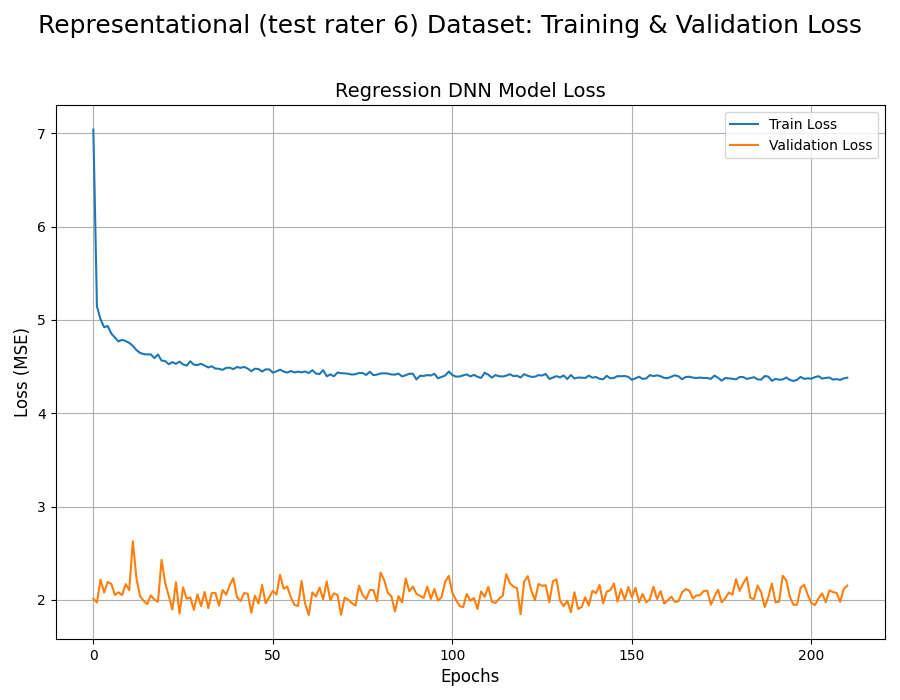 Representational (test rater 6) Dataset: Training & Validation Loss
Regression DNN Model Loss
Train Loss
Validation Loss
Loss (MSE)
7
6
5
4
3
2
0
50
100
150
200
Epochs